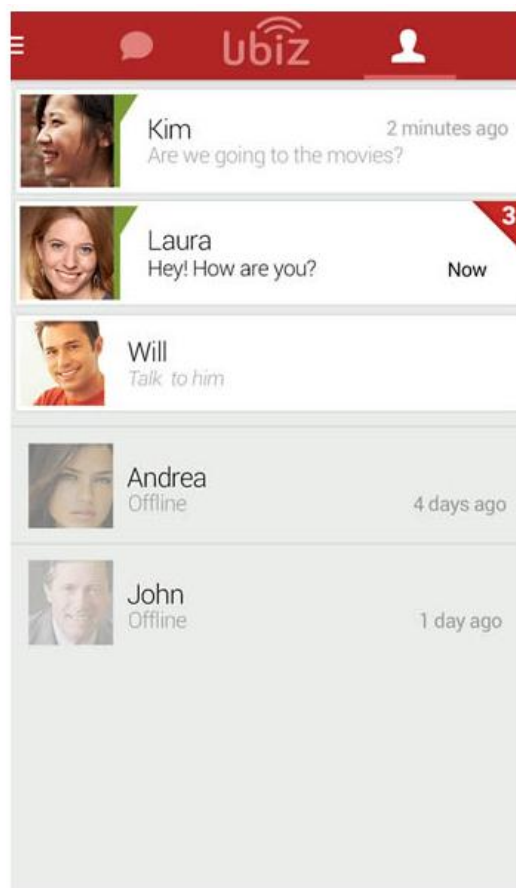 Ubiz
Kim
2 minutes ago
Are we going to the movies?
3
Laura
Hey! How are you?
Now
Will
Talk to him
Andrea
Offline
4 days ago
John
Offline
1 day ago